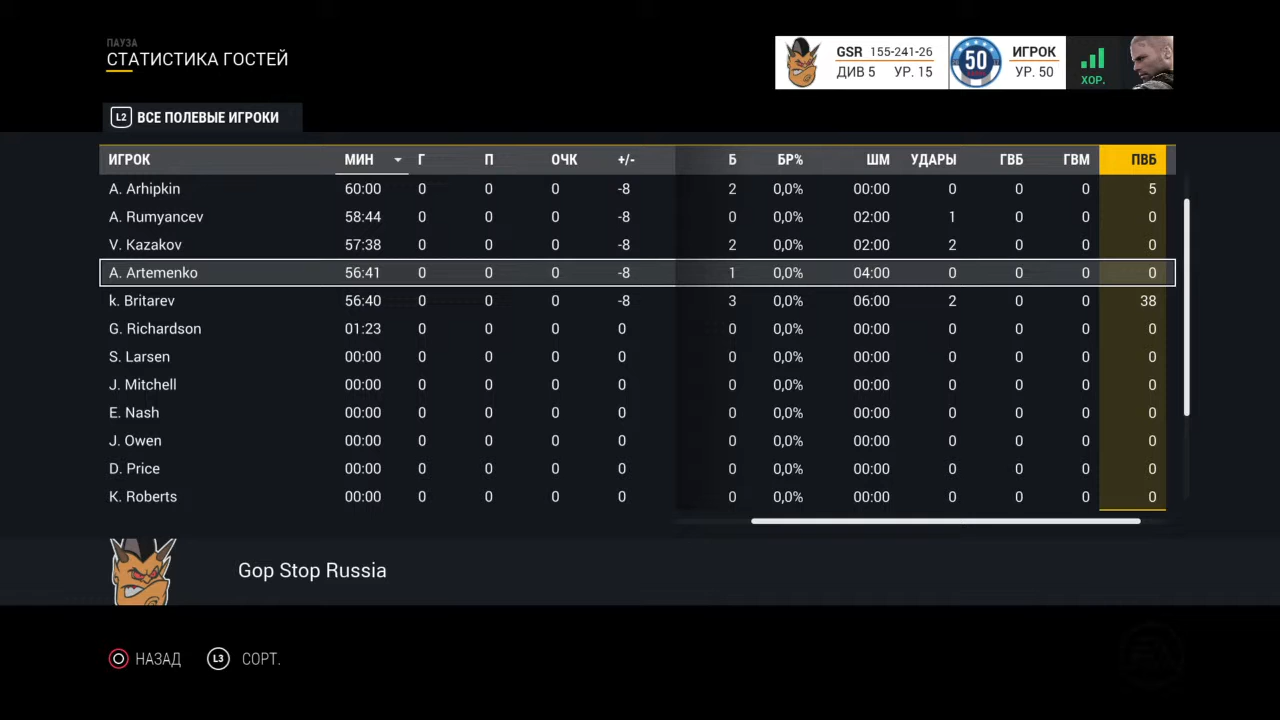 ПАУЗА
СТАТИСТИКА ГОСТЕЙ
GSR 155-241-26
ДИВ 5 УР. 15
50
ИГРОК
УР. 50
ХОР.
L2 ВСЕ ПОЛЕВЫЕ ИГРОКИ
ИГРОК МИН Г П ОЧК +/- Б БР% ШМ УДАРЫ ГВБ ГВМ ПВБ
A. Arhipkin 60:00 0 0 0 -8 2 0,0% 00:00 0 0 0 5
A. Rumyancev 58:44 0 0 0 -8 0 0,0% 02:00 1 0 0 0
V. Kazakov 57:38 0 0 0 -8 2 0,0% 02:00 2 0 0 0
A. Artemenko 56:41 0 0 0 -8 1 0,0% 04:00 0 0 0 0
k. Britarev 56:40 0 0 0 -8 3 0,0% 06:00 2 0 0 38
G. Richardson 01:23 0 0 0 0 0 0,0% 00:00 0 0 0 0
S. Larsen 00:00 0 0 0 0 0 0,0% 00:00 0 0 0 0
J. Mitchell 00:00 0 0 0 0 0 0,0% 00:00 0 0 0 0
E. Nash 00:00 0 0 0 0 0 0,0% 00:00 0 0 0 0
J. Owen 00:00 0 0 0 0 0 0,0% 00:00 0 0 0 0
D. Price 00:00 0 0 0 0 0 0,0% 00:00 0 0 0 0
K. Roberts 00:00 0 0 0 0 0 0,0% 00:00 0 0 0 0
Gop Stop Russia
НАЗАД L3 СОРТ.